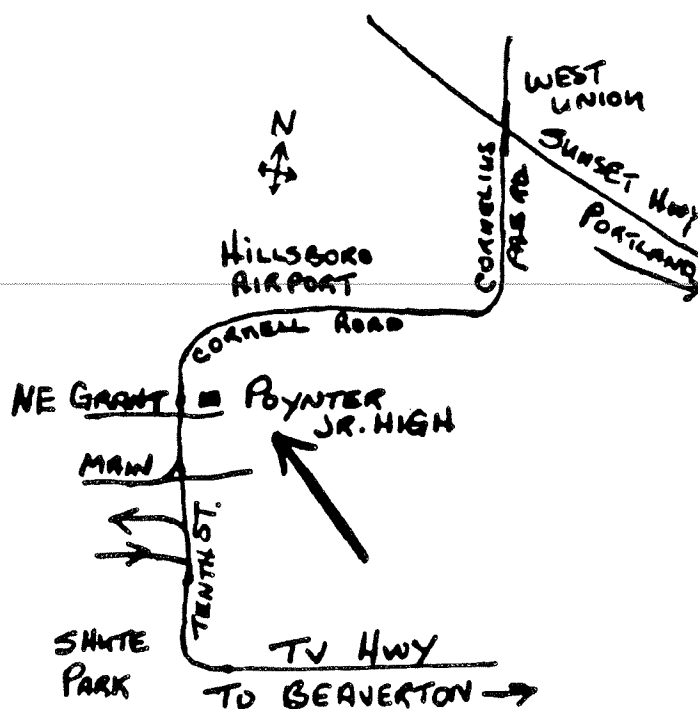 WEST
UNION
N
SUNSET HWY
CORNELIUS
PASS RD.
PORTLAND
HILLSBORO
AIRPORT
CORNELL ROAD
NE GRANT
POYNTER
JR. HIGH
MAIN
TENTH ST.
SHUTE
PARK
TV HWY
TO BEAVERTON